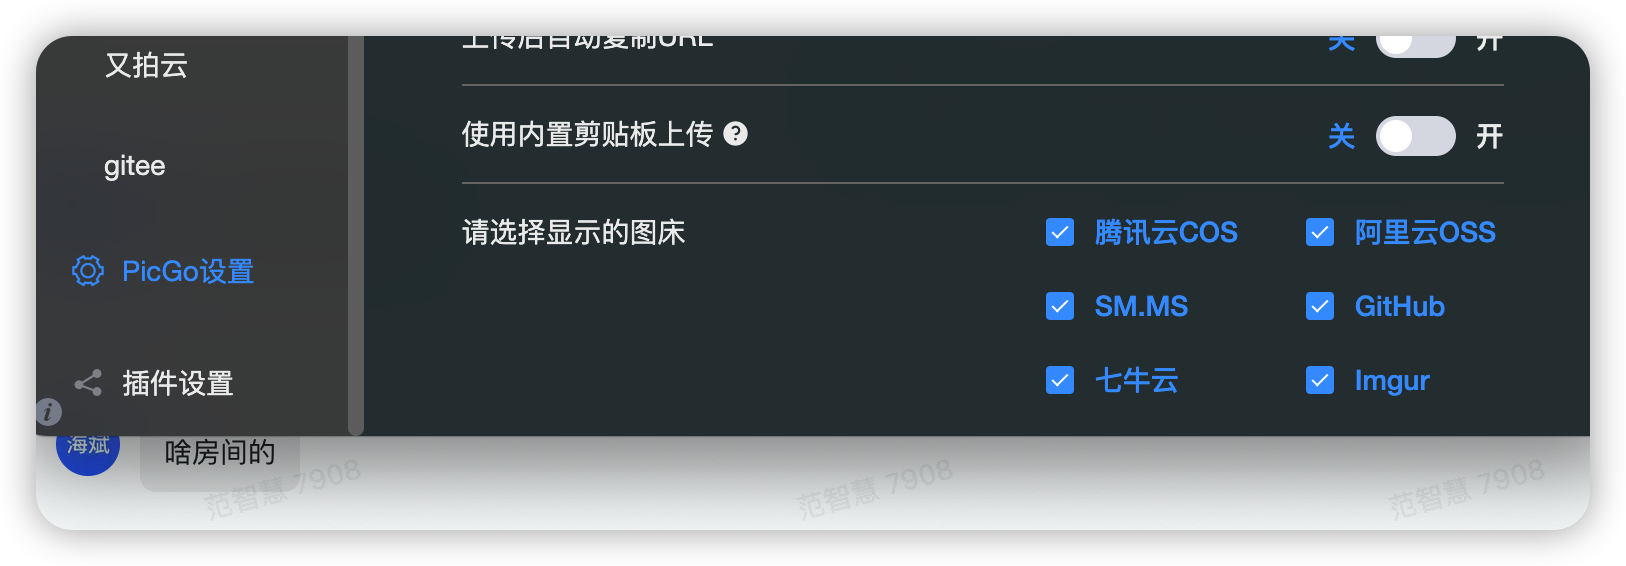 又拍云
gitee
PicGo设置
插件设置
上传后自动复制URL
关 开
使用内置剪贴板上传 ?
关 开
请选择显示的图床
腾讯云COS 阿里云OSS
SM.MS GitHub
七牛云 Imgur
i
海斌
啥房间的
范智慧 7908 范智慧 7908 范智慧 7908